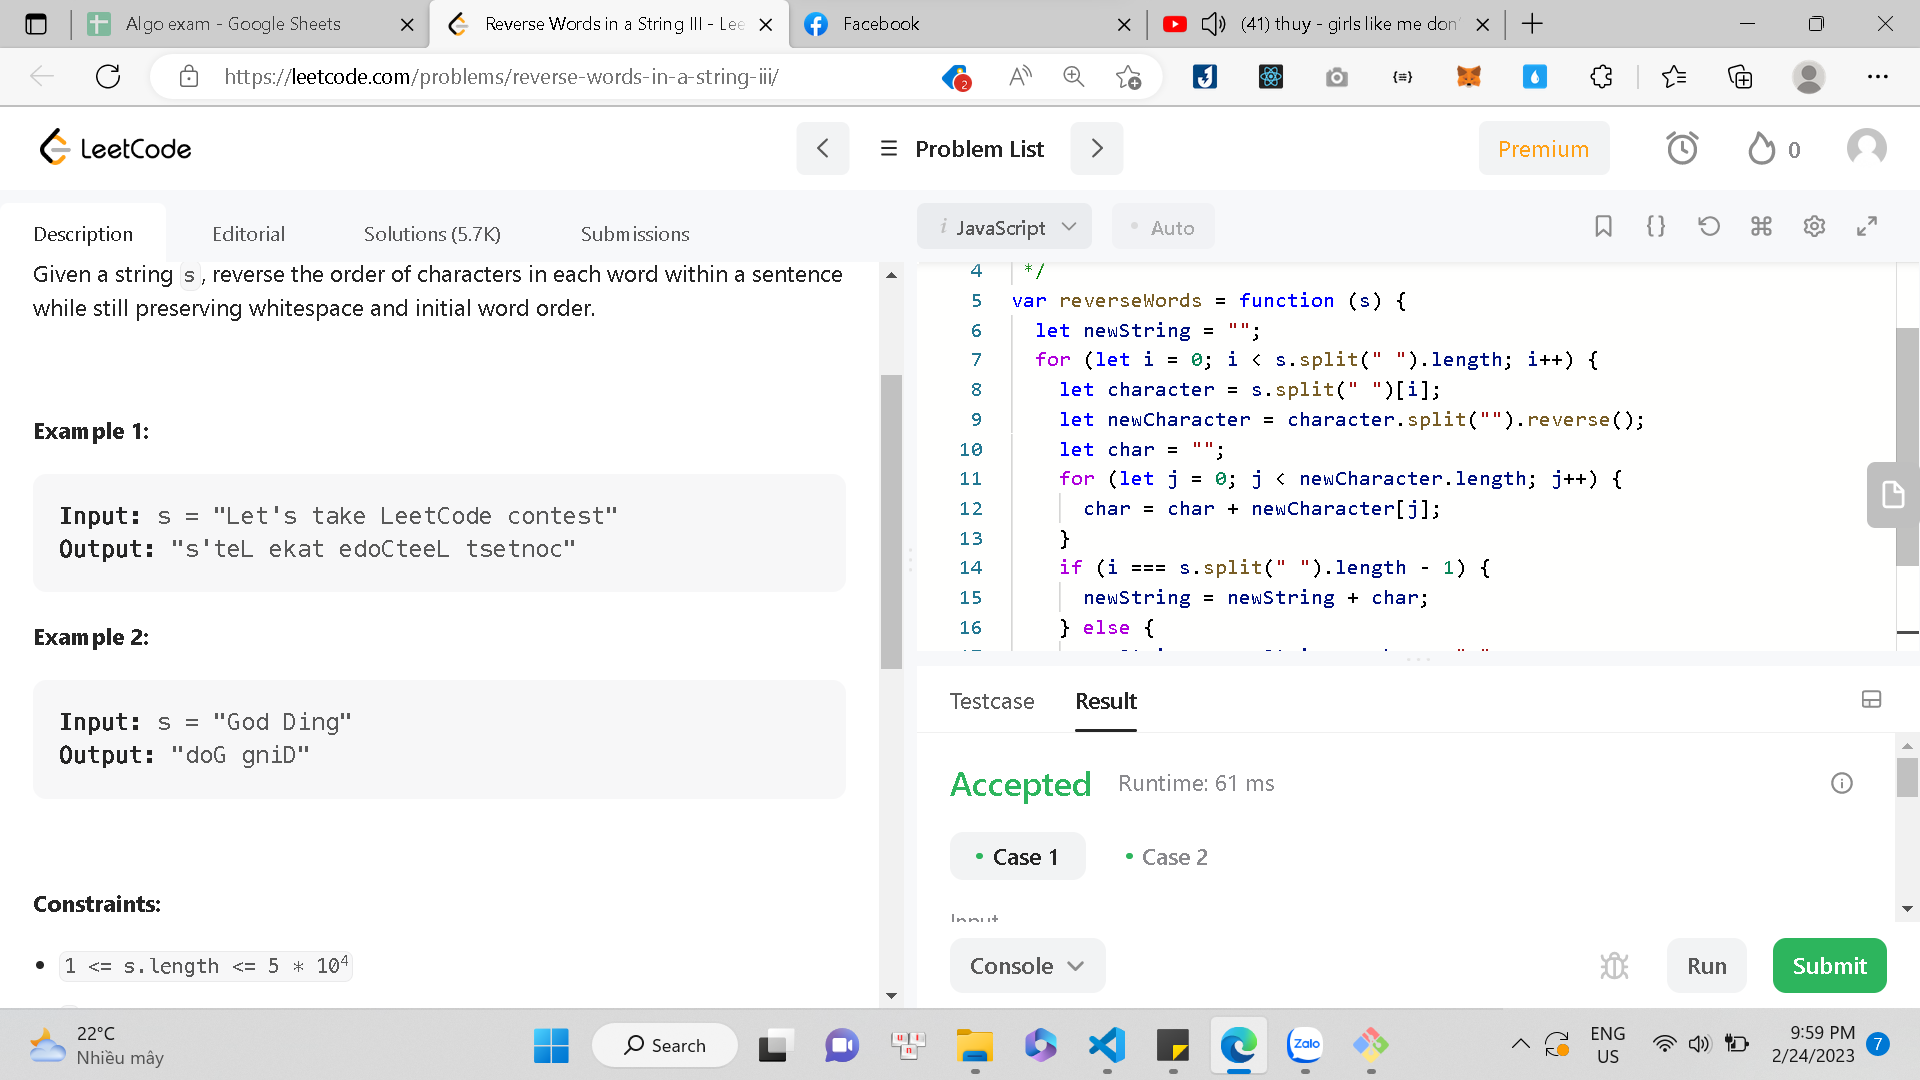 Algo exam - Google Sheets
Reverse Words in a String III - Lee
Facebook
(41) thuy - girls like me don'
https://leetcode.com/problems/reverse-words-in-a-string-iii/
2
LeetCode
Problem List
Premium
0
Description
Editorial
Solutions (5.7K)
Submissions
Given a string s, reverse the order of characters in each word within a sentence
while still preserving whitespace and initial word order.
Example 1:
Input: s = "Let's take LeetCode contest"
Output: "s'teL ekat edoCteeL tsetnoc"
Example 2:
Input: s = "God Ding"
Output: "doG gniD"
Constraints:
1 <= s.length <= 5 * 10⁴
i JavaScript
Auto
4 */
5 var reverseWords = function (s) {
6 let newString = "";
7 for (let i = 0; i < s.split(" ").length; i++) {
8 let character = s.split(" ")[i];
9 let newCharacter = character.split("").reverse();
10 let char = "";
11 for (let j = 0; j < newCharacter.length; j++) {
12 char = char + newCharacter[j];
13 }
14 if (i === s.split(" ").length - 1) {
15 newString = newString + char;
16 } else {
Testcase
Result
Accepted
Runtime: 61 ms
Case 1
Case 2
Input
Console
Run
Submit
22°C
Nhiều mây
Search
Zalo
ENG
US
9:59 PM
2/24/2023
7